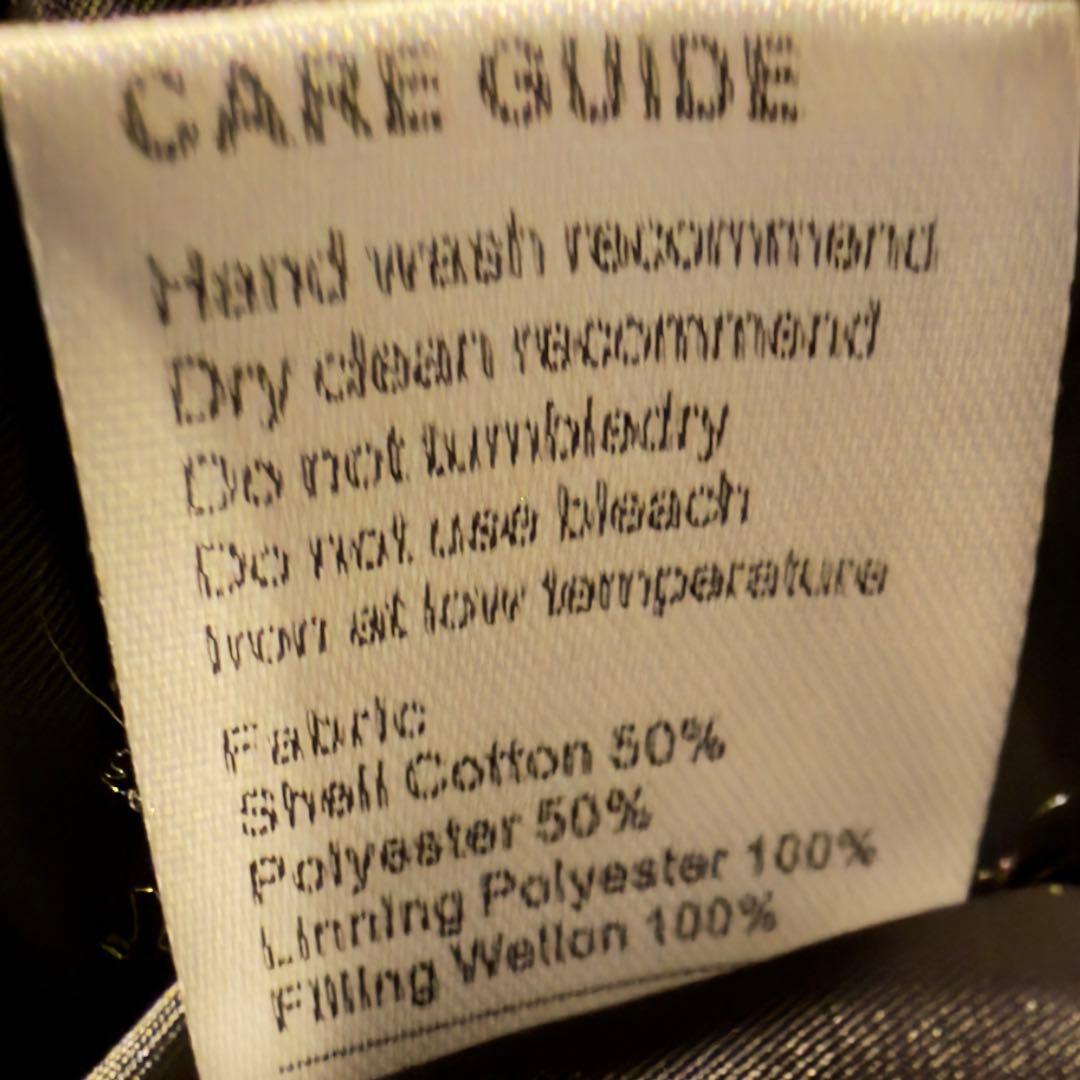 CARE GUIDE
Hand wash recommend
Dry clean recommend
Do not tumbledry
Do not use bleach
Iron at low temperature
Fabric
Shell Cotton 50%
Polyester 50%
Linning Polyester 100%
Filling Wellon 100%